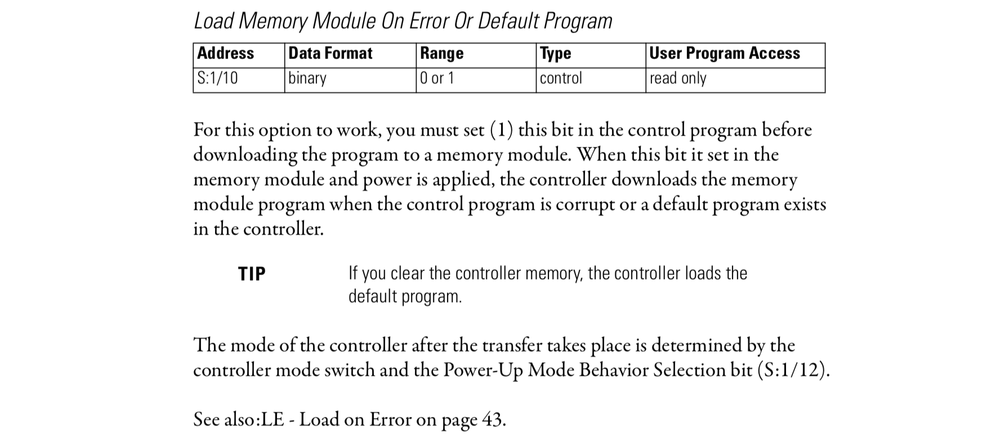 Load Memory Module On Error Or Default Program
Address Data Format Range Type User Program Access
S:1/10 binary 0 or 1 control read only
For this option to work, you must set (1) this bit in the control program before
downloading the program to a memory module. When this bit it set in the
memory module and power is applied, the controller downloads the memory
module program when the control program is corrupt or a default program exists
in the controller.
TIP If you clear the controller memory, the controller loads the
default program.
The mode of the controller after the transfer takes place is determined by the
controller mode switch and the Power-Up Mode Behavior Selection bit (S:1/12).
See also:LE - Load on Error on page 43.